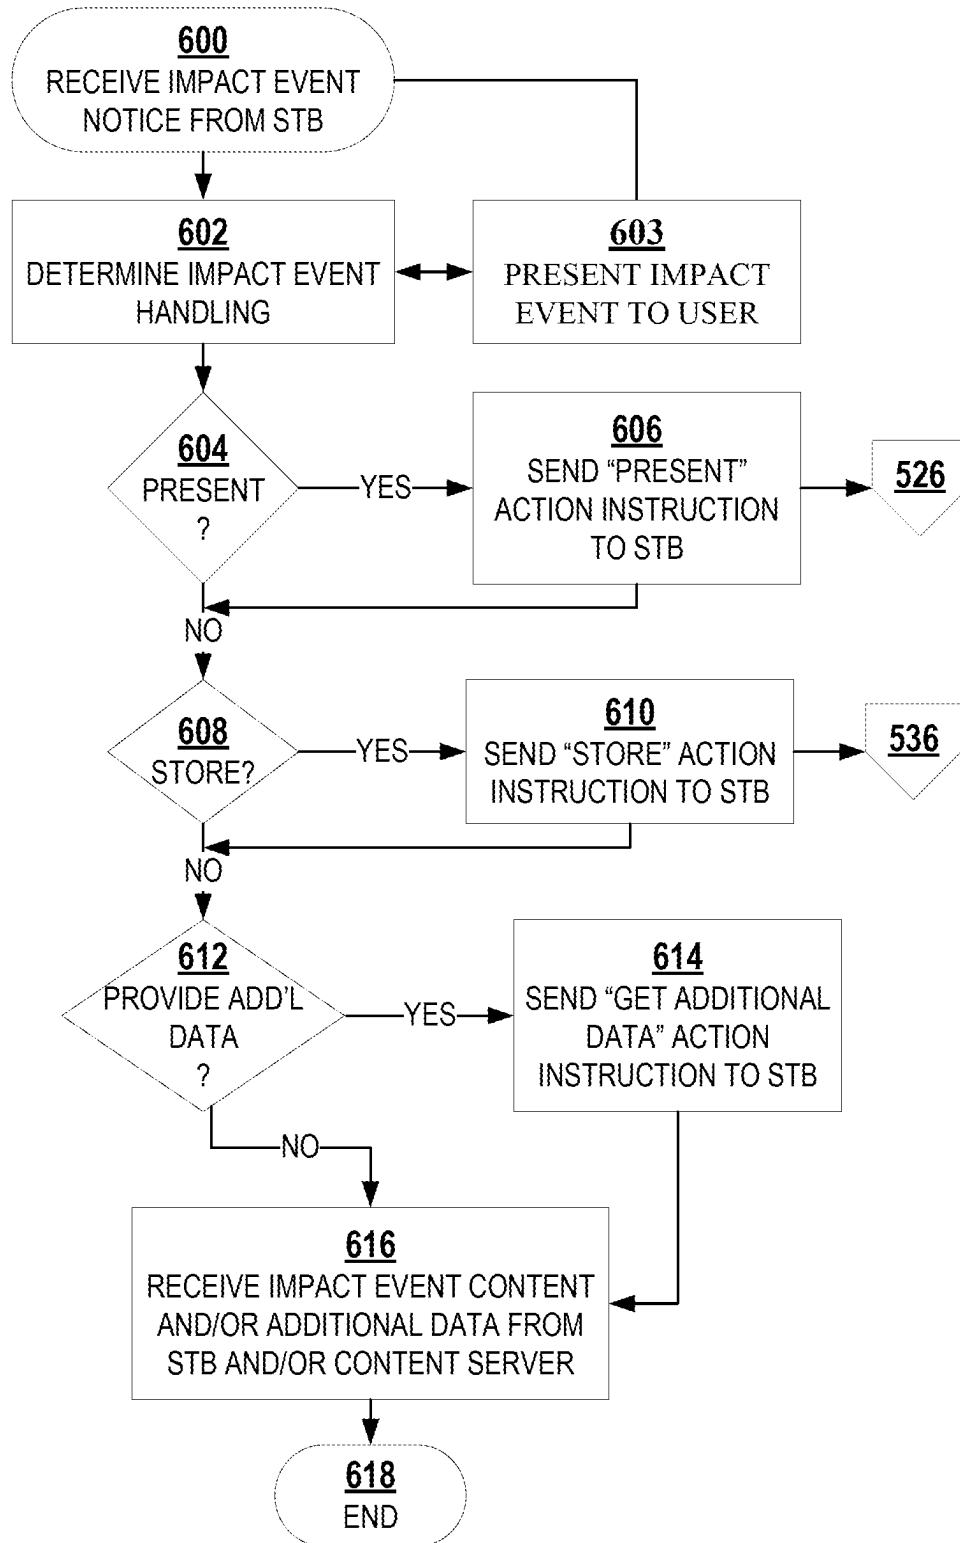 600
RECEIVE IMPACT EVENT
NOTICE FROM STB
602
DETERMINE IMPACT EVENT
HANDLING
603
PRESENT IMPACT
EVENT TO USER
604
PRESENT
?
YES
606
SEND “PRESENT”
ACTION INSTRUCTION
TO STB
526
NO
608
STORE?
YES
610
SEND “STORE” ACTION
INSTRUCTION TO STB
536
NO
612
PROVIDE ADD'L
DATA
?
YES
614
SEND “GET ADDITIONAL
DATA” ACTION
INSTRUCTION TO STB
NO
616
RECEIVE IMPACT EVENT CONTENT
AND/OR ADDITIONAL DATA FROM
STB AND/OR CONTENT SERVER
618
END